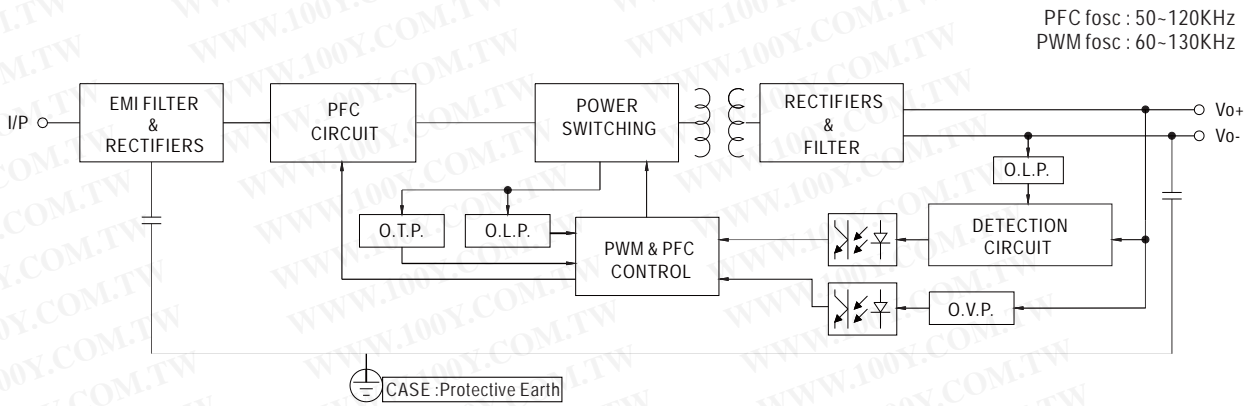 PFC fosc : 50~120KHz
PWM fosc : 60~130KHz
I/P
EMI FILTER
&
RECTIFIERS
PFC
CIRCUIT
POWER
SWITCHING
RECTIFIERS
&
FILTER
Vo+
Vo-
O.L.P.
O.T.P.
O.L.P.
PWM & PFC
CONTROL
DETECTION
CIRCUIT
O.V.P.
CASE :Protective Earth
WWW.100Y.COM.TW